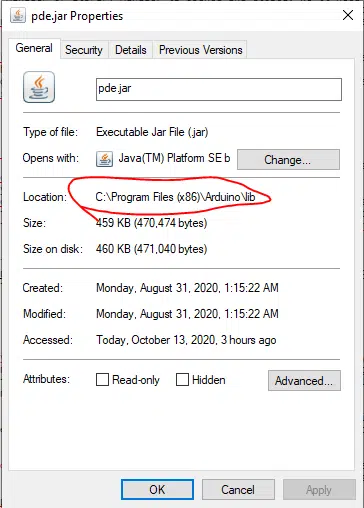 pde.jar Properties
General Security Details Previous Versions
pde.jar
Type of file: Executable Jar File (.jar)
Opens with: Java(TM) Platform SE b Change...
Location: C:\Program Files (x86)\Arduino\lib
Size: 459 KB (470,474 bytes)
Size on disk: 460 KB (471,040 bytes)
Created: Monday, August 31, 2020, 1:15:22 AM
Modified: Monday, August 31, 2020, 1:15:22 AM
Accessed: Today, October 13, 2020, 3 hours ago
Attributes: Read-only Hidden Advanced...
OK Cancel Apply